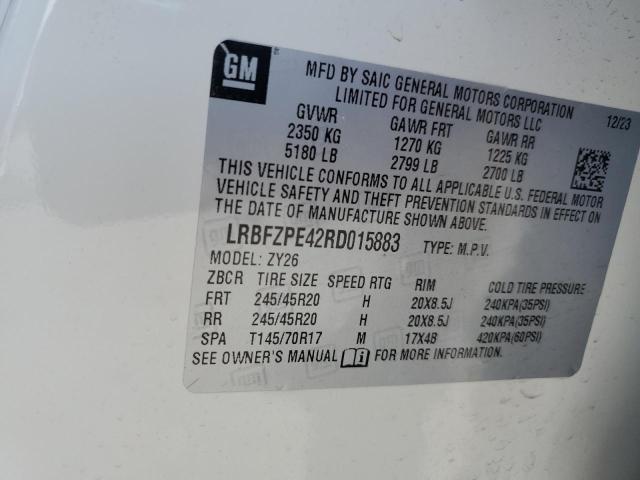 GM
MFD BY SAIC GENERAL MOTORS CORPORATION
LIMITED FOR GENERAL MOTORS LLC
12/23
GVWR GAWR FRT GAWR RR
2350 KG 1270 KG 1225 KG
5180 LB 2799 LB 2700 LB
THIS VEHICLE CONFORMS TO ALL APPLICABLE U.S. FEDERAL MOTOR
VEHICLE SAFETY AND THEFT PREVENTION STANDARDS IN EFFECT ON
THE DATE OF MANUFACTURE SHOWN ABOVE.
LRBFZPE42RD015883 TYPE: M.P.V.
MODEL: ZY26
ZBCR TIRE SIZE SPEED RTG RIM COLD TIRE PRESSURE
FRT 245/45R20 H 20X8.5J 240KPA(35PSI)
RR 245/45R20 H 20X8.5J 240KPA(35PSI)
SPA T145/70R17 M 17X4B 420KPA(60PSI)
SEE OWNER'S MANUAL i FOR MORE INFORMATION.